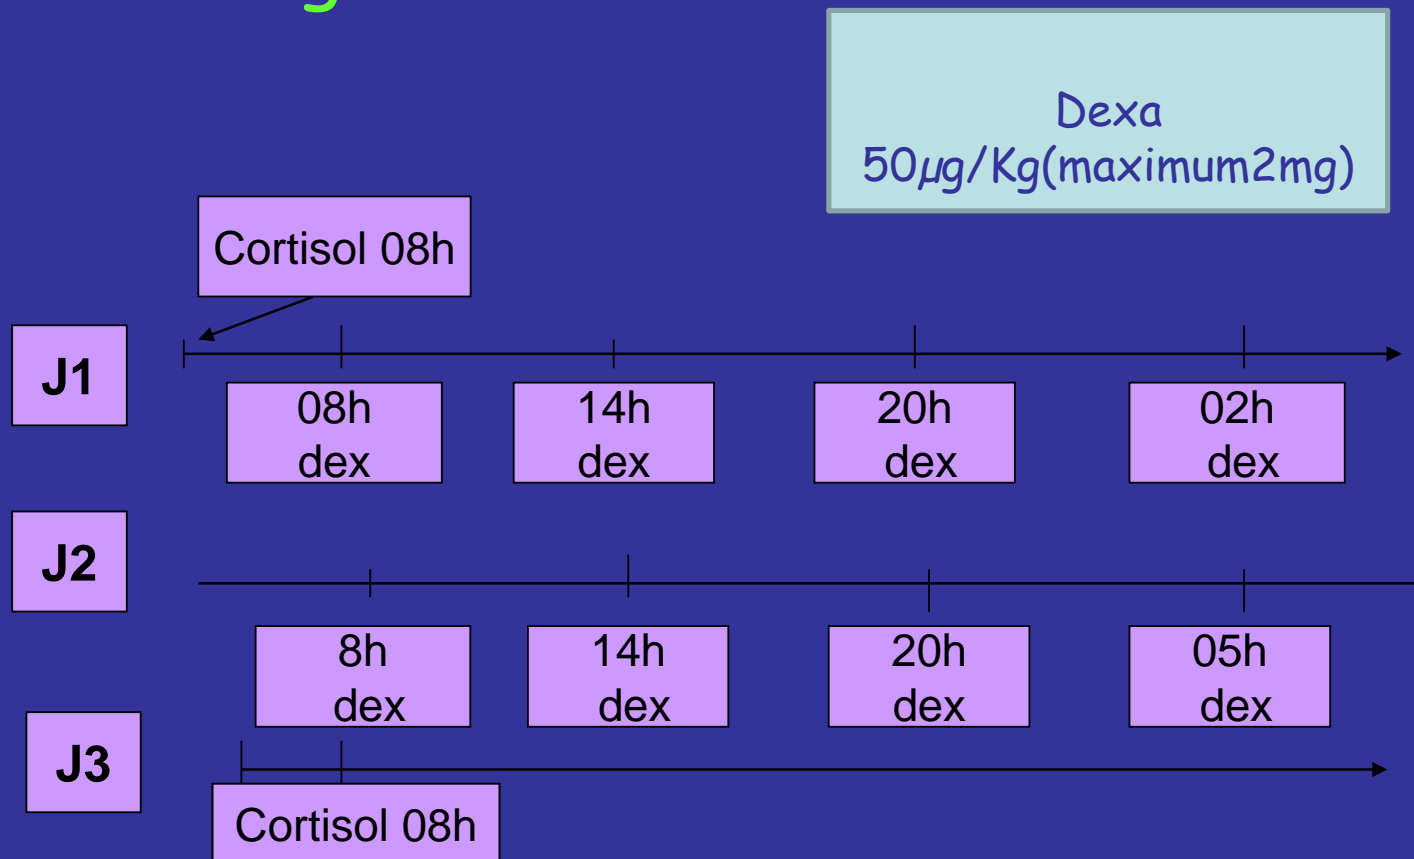 Dexa
50µg/Kg(maximum2mg)
Cortisol 08h
J1
08h
dex
14h
dex
20h
dex
02h
dex
J2
8h
dex
14h
dex
20h
dex
05h
dex
J3
Cortisol 08h